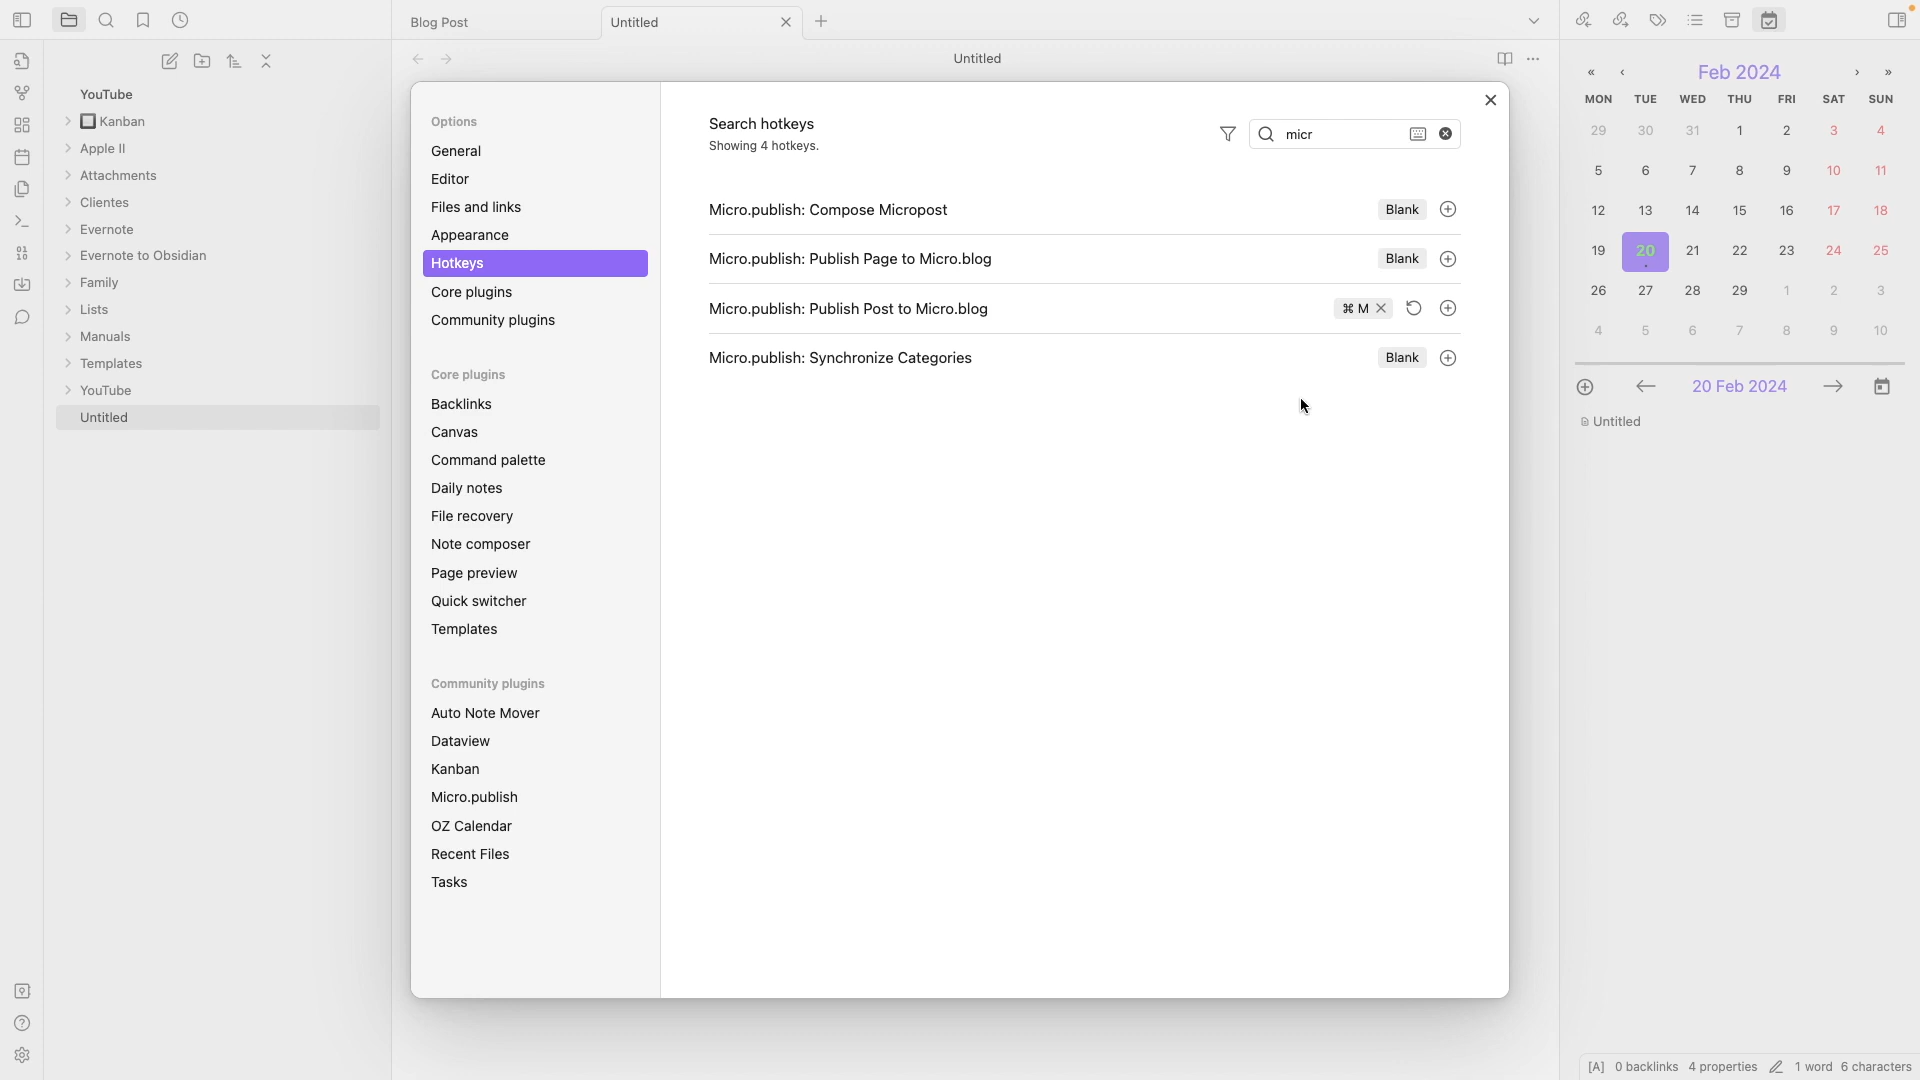 Blog Post
Untitled
Untitled
YouTube
Kanban
Apple II
Attachments
Clientes
Evernote
Evernote to Obsidian
Family
Lists
Manuals
Templates
YouTube
Untitled
Options
General
Editor
Files and links
Appearance
Hotkeys
Core plugins
Community plugins
Core plugins
Backlinks
Canvas
Command palette
Daily notes
File recovery
Note composer
Page preview
Quick switcher
Templates
Community plugins
Auto Note Mover
Dataview
Kanban
Micro.publish
OZ Calendar
Recent Files
Tasks
Search hotkeys
Showing 4 hotkeys.
micr
Micro.publish: Compose Micropost Blank
Micro.publish: Publish Page to Micro.blog Blank
Micro.publish: Publish Post to Micro.blog ⌘ M
Micro.publish: Synchronize Categories Blank
« ‹ Feb 2024 › »
MON TUE WED THU FRI SAT SUN
29 30 31 1 2 3 4
5 6 7 8 9 10 11
12 13 14 15 16 17 18
19 20 21 22 23 24 25
26 27 28 29 1 2 3
4 5 6 7 8 9 10
20 Feb 2024
Untitled
[A] 0 backlinks 4 properties 1 word 6 characters